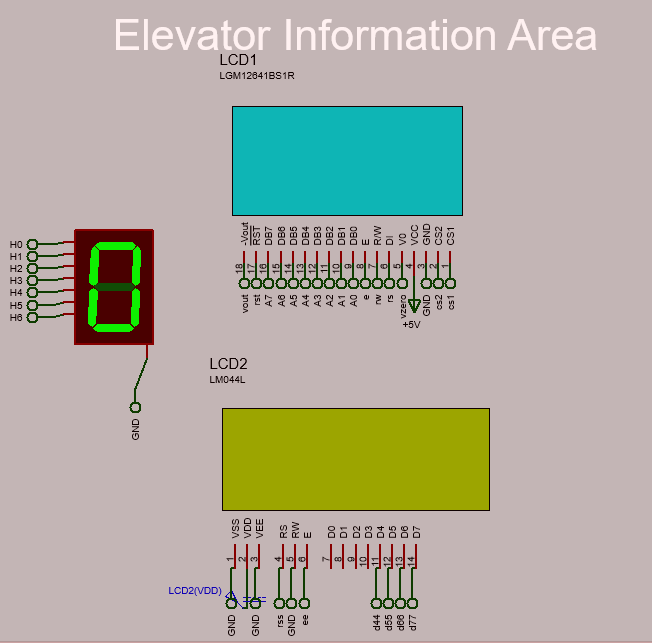 Elevator Information Area
LCD1
LGM12641BS1R
-Vout RST DB7 DB6 DB5 DB4 DB3 DB2 DB1 DB0 E R/W DI V0 VCC GND CS2 CS1
18 17 16 15 14 13 12 11 10 9 8 7 6 5 4 3 2 1
vout rst A7 A6 A5 A4 A3 A2 A1 A0 e rw rs vzero GND cs2 cs1
+5V
H0
H1
H2
H3
H4
H5
H6
GND
LCD2
LM044L
VSS VDD VEE RS RW E D0 D1 D2 D3 D4 D5 D6 D7
1 2 3 4 5 6 7 8 9 10 11 12 13 14
LCD2(VDD)
GND GND rss GND ee d44 d55 d66 d77